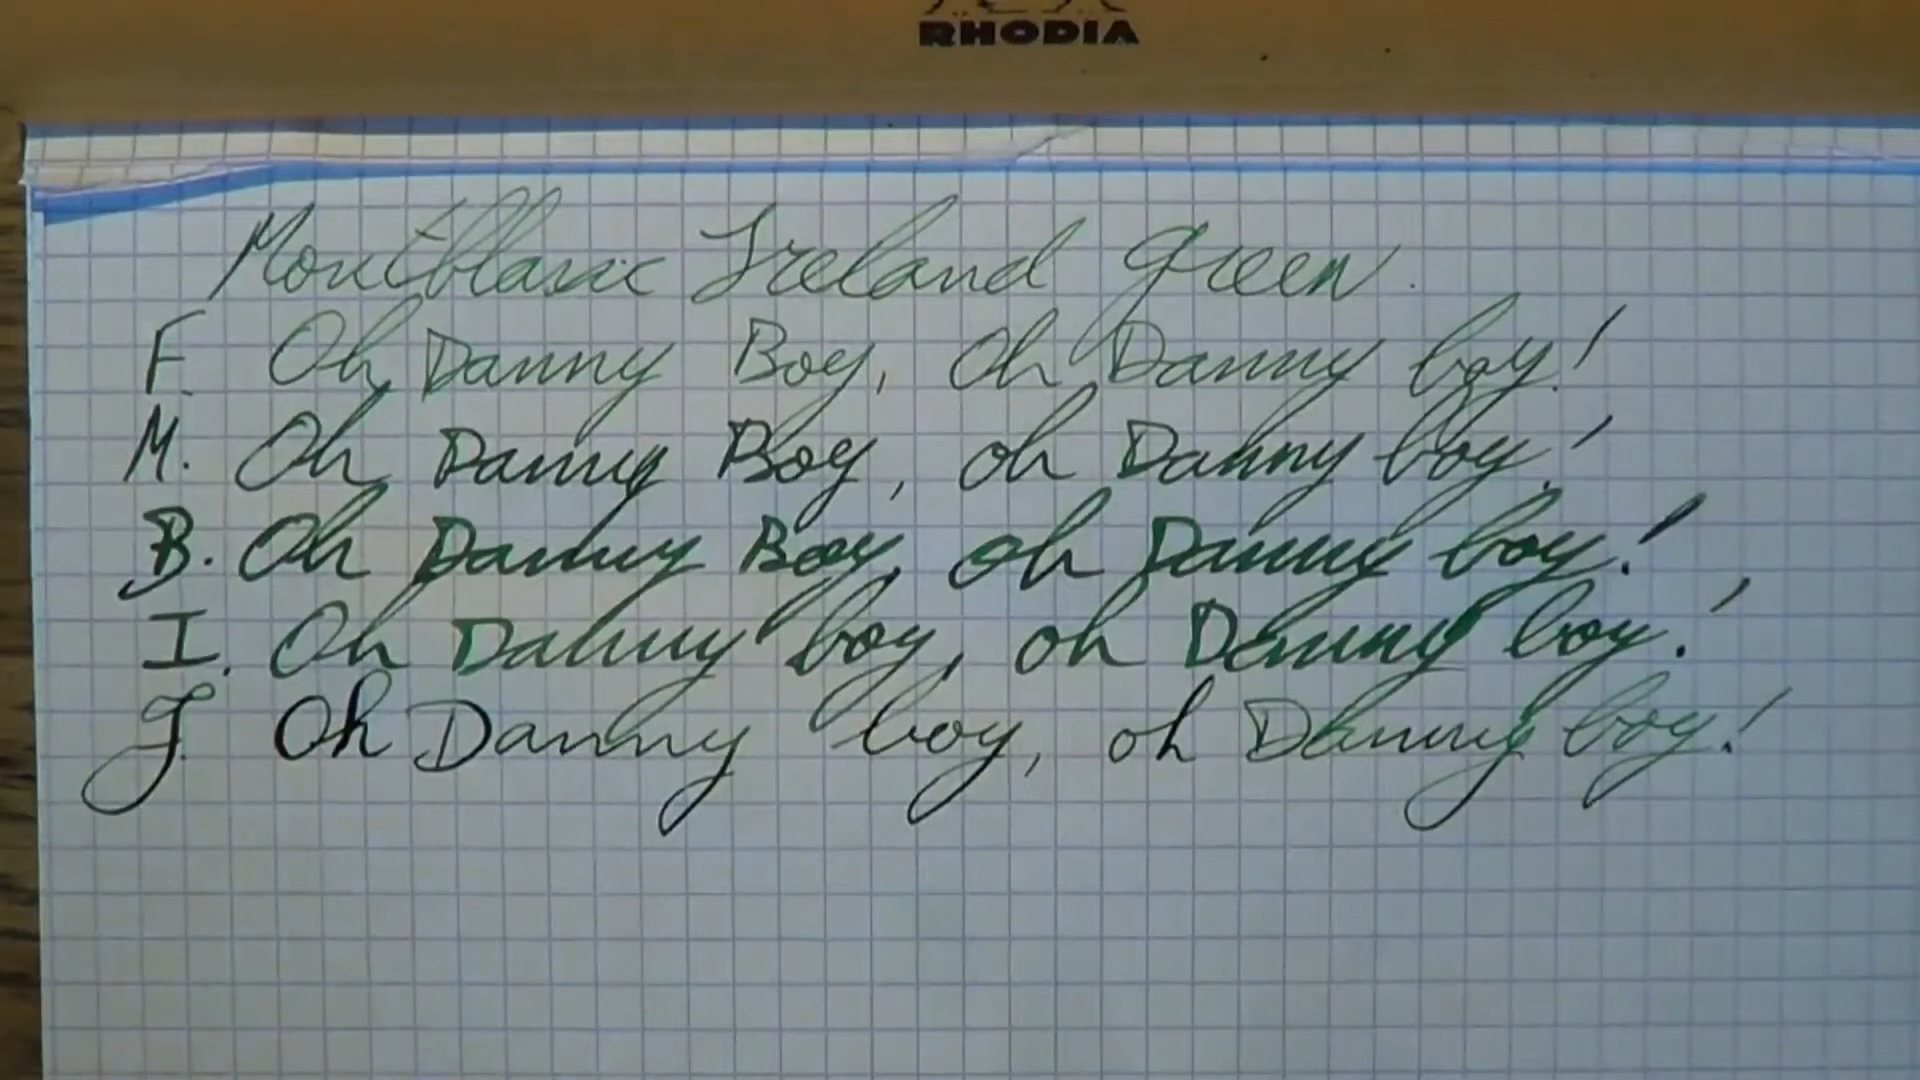 RHODIA
Montblanc Ireland green.
F. Oh Danny Boy, Oh Danny boy!
M. Oh Danny Boy, oh Danny boy!
B. Oh Danny Boy, oh Danny boy!
I. Oh Danny boy, oh Danny boy!
J. Oh Danny boy, oh Danny boy!